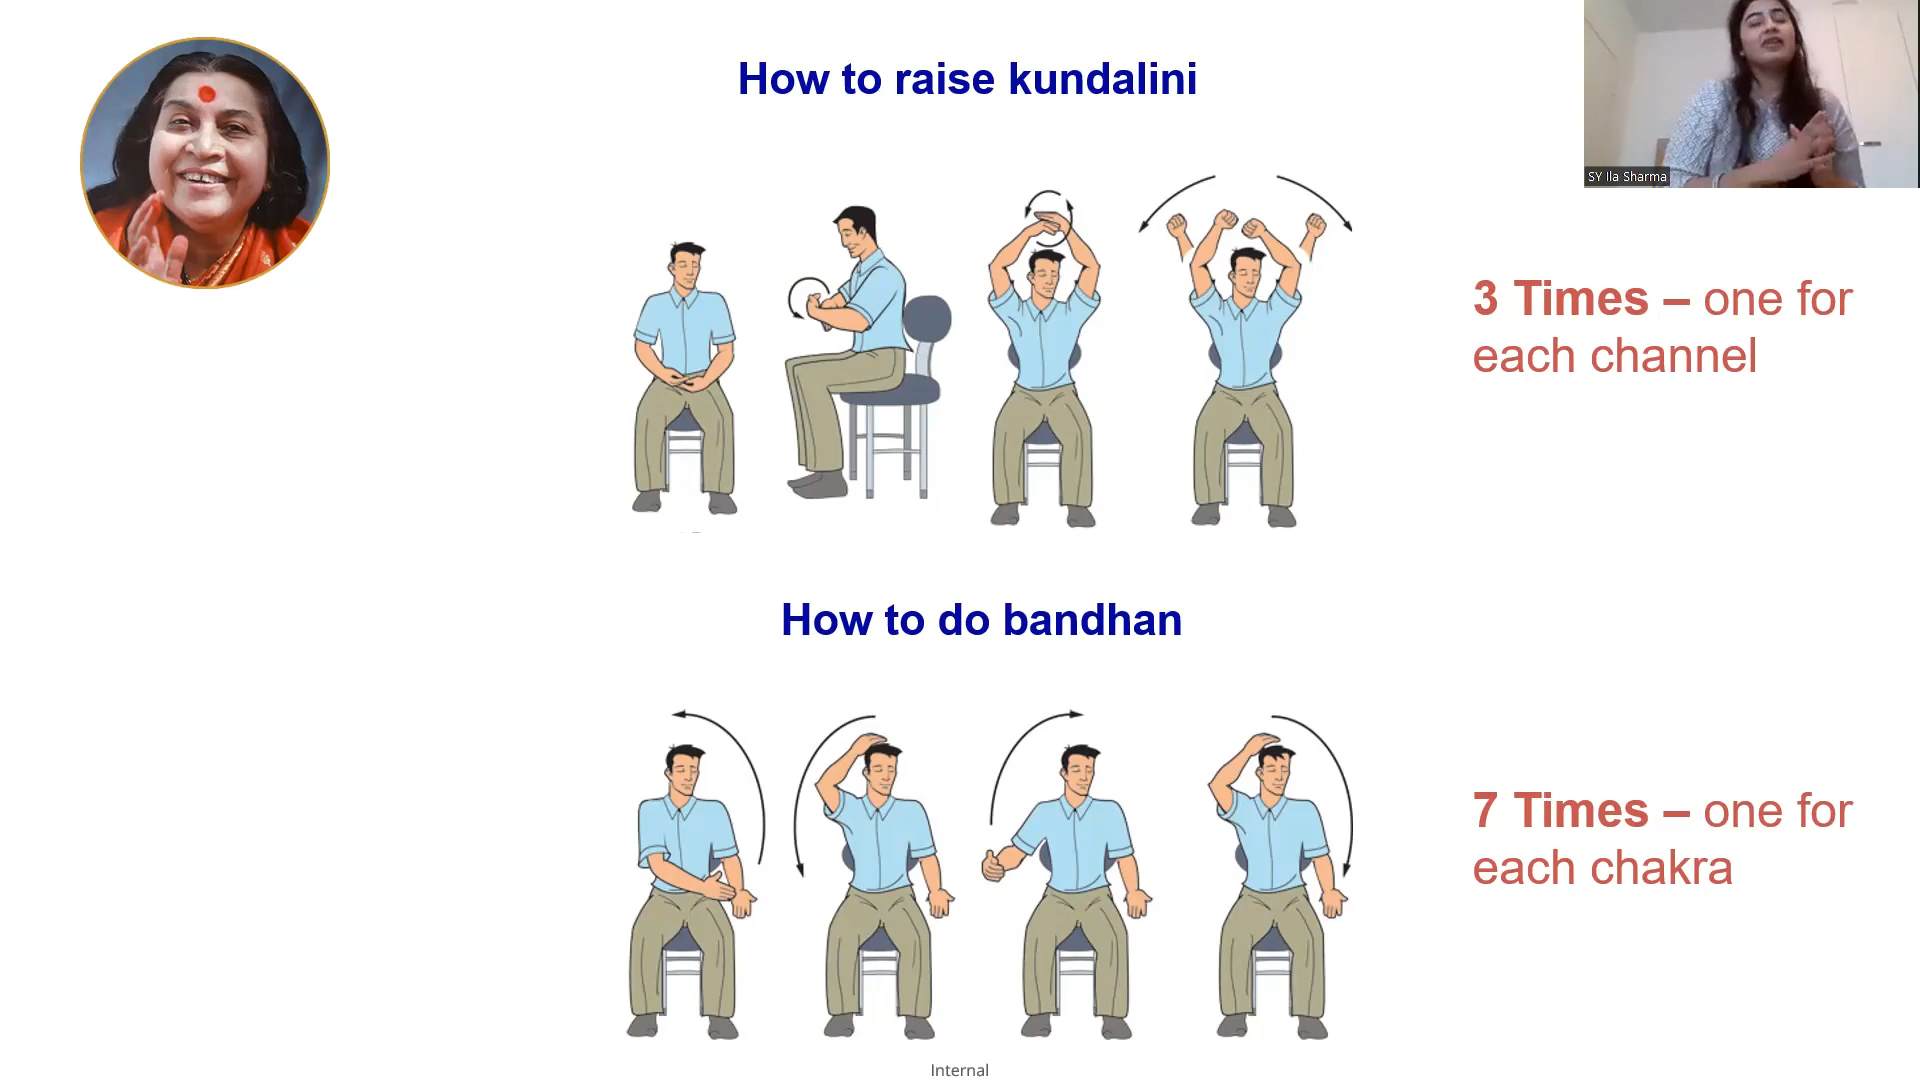 How to raise kundalini
SY Ila Sharma
3 Times – one for
each channel
How to do bandhan
7 Times – one for
each chakra
Internal